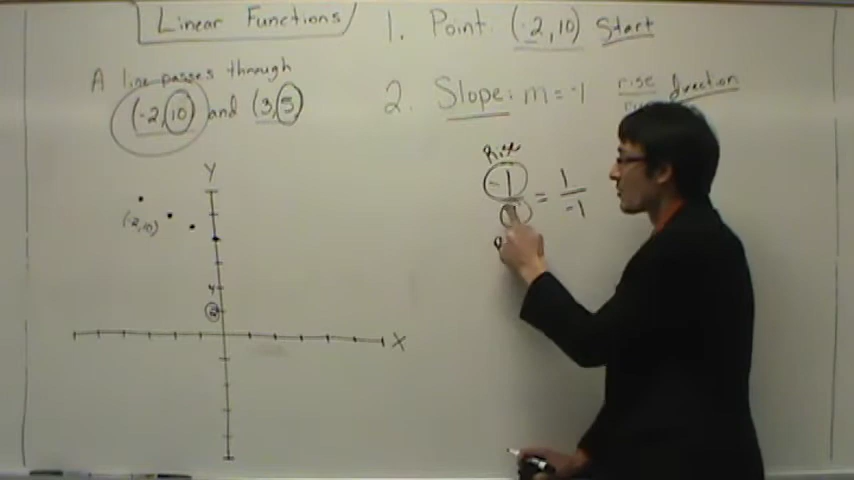 Linear Functions
A line passes through
(-2, 10) and (3, 5)
1. Point: (-2, 10) Start
2. Slope: m = -1 rise direction
Rise
-1 = 1
-1
Y
(-2,10)
4
2
X